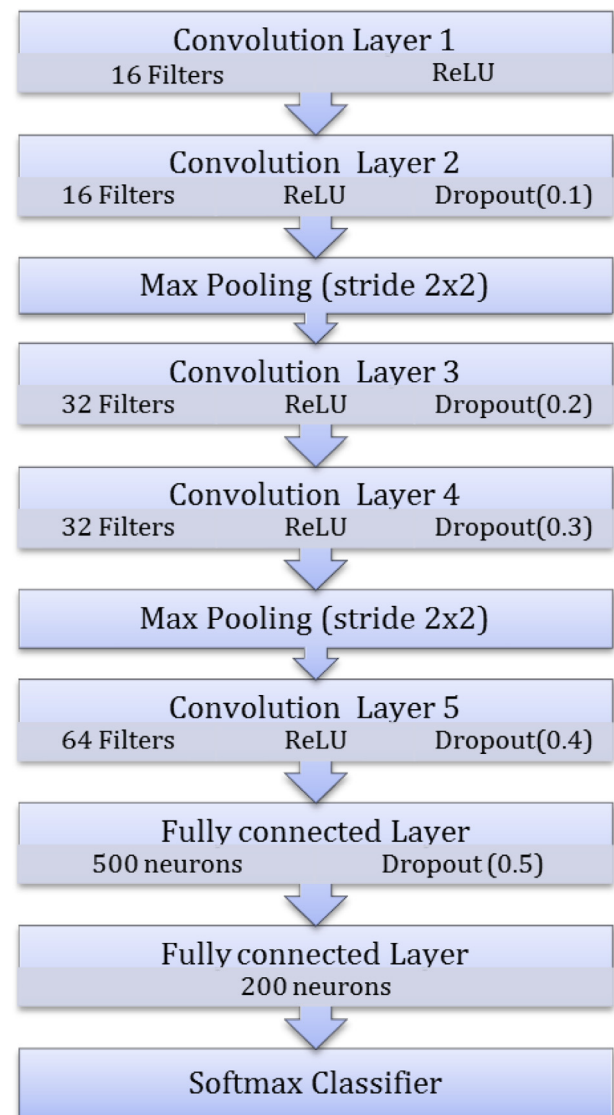 Convolution Layer 1
16 Filters ReLU
Convolution Layer 2
16 Filters ReLU Dropout(0.1)
Max Pooling (stride 2x2)
Convolution Layer 3
32 Filters ReLU Dropout(0.2)
Convolution Layer 4
32 Filters ReLU Dropout(0.3)
Max Pooling (stride 2x2)
Convolution Layer 5
64 Filters ReLU Dropout(0.4)
Fully connected Layer
500 neurons Dropout (0.5)
Fully connected Layer
200 neurons
Softmax Classifier